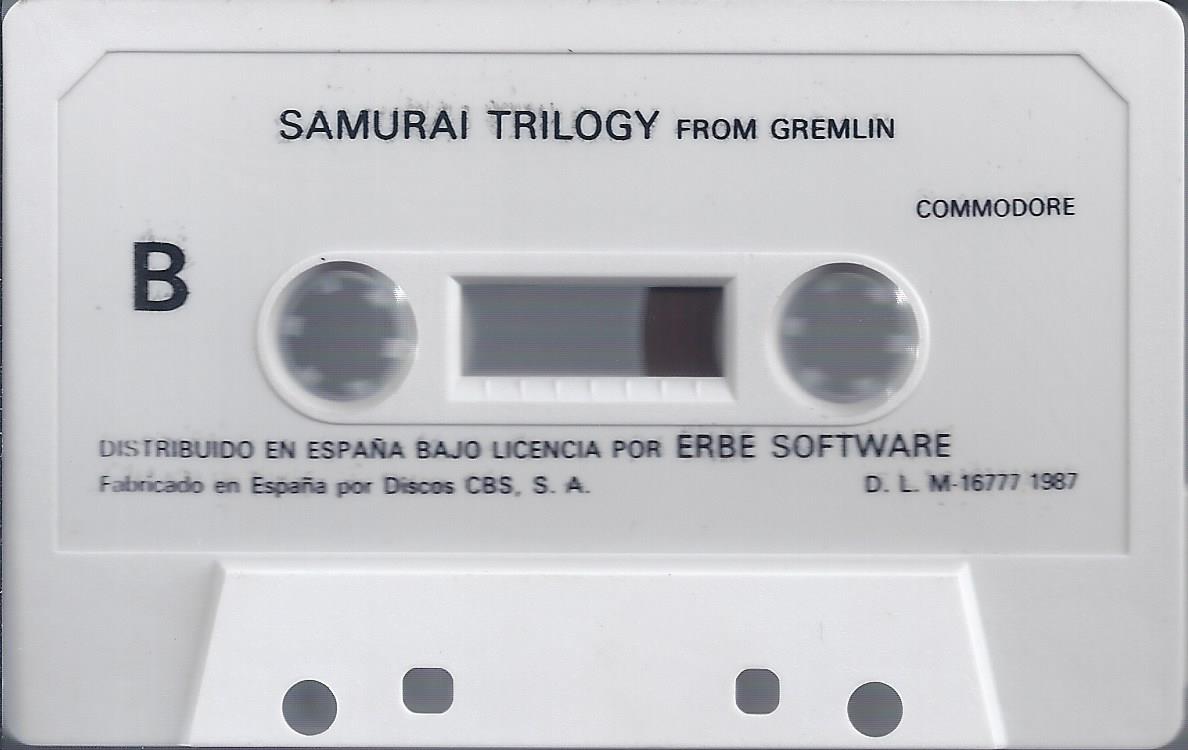 SAMURAI TRILOGY FROM GREMLIN
COMMODORE
B
DISTRIBUIDO EN ESPAÑA BAJO LICENCIA POR ERBE SOFTWARE
Fabricado en España por Discos CBS, S. A.
D. L. M-16777 1987